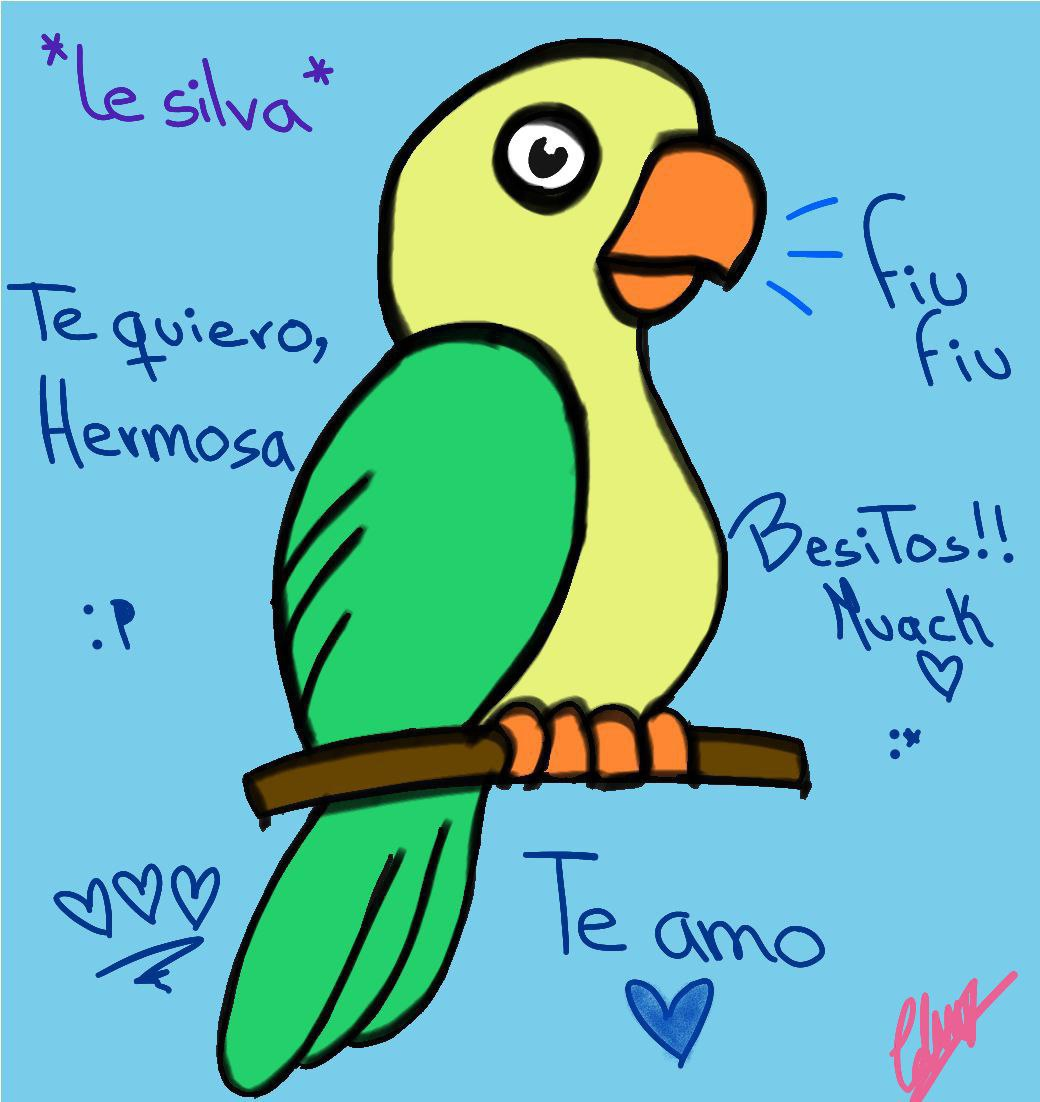 *Le silva*
fiu
fiu
Te quiero,
Hermosa
BesiTos!!
Muack
:P
:*
Te amo